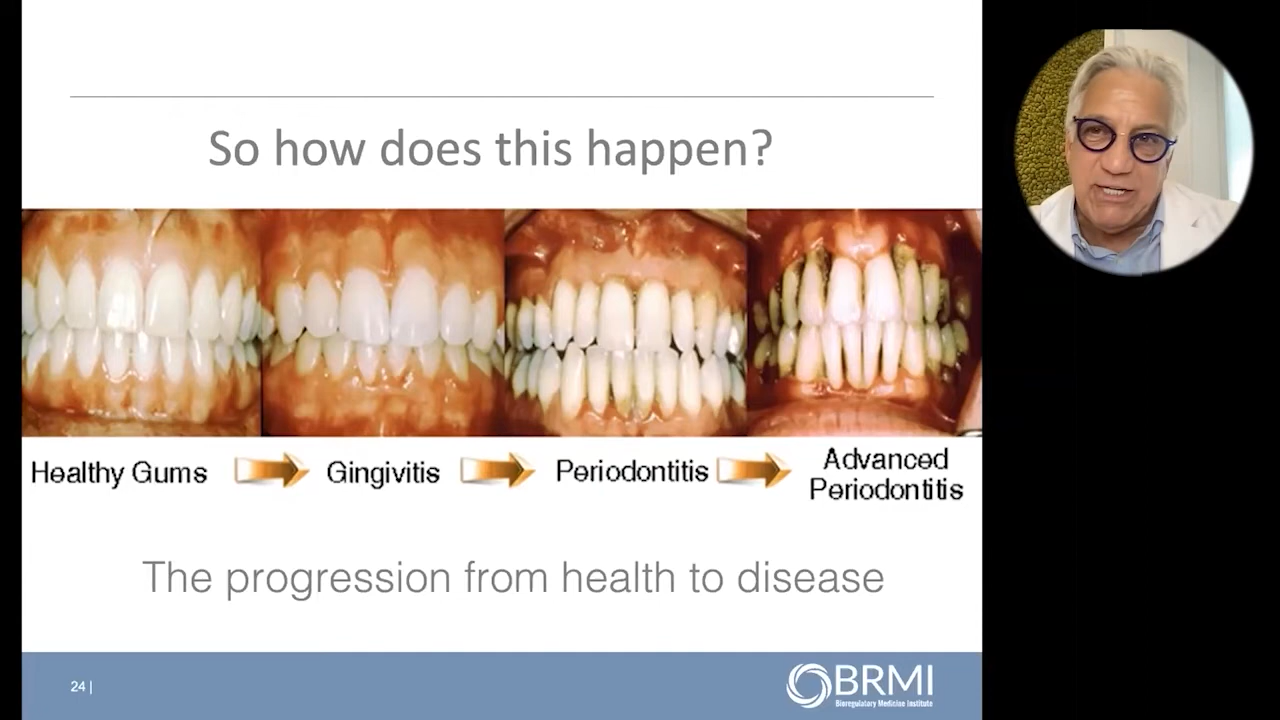 So how does this happen?
Healthy Gums
Gingivitis
Periodontitis
Advanced
Periodontitis
The progression from health to disease
24 |
BRMI
Bioregulatory Medicine Institute